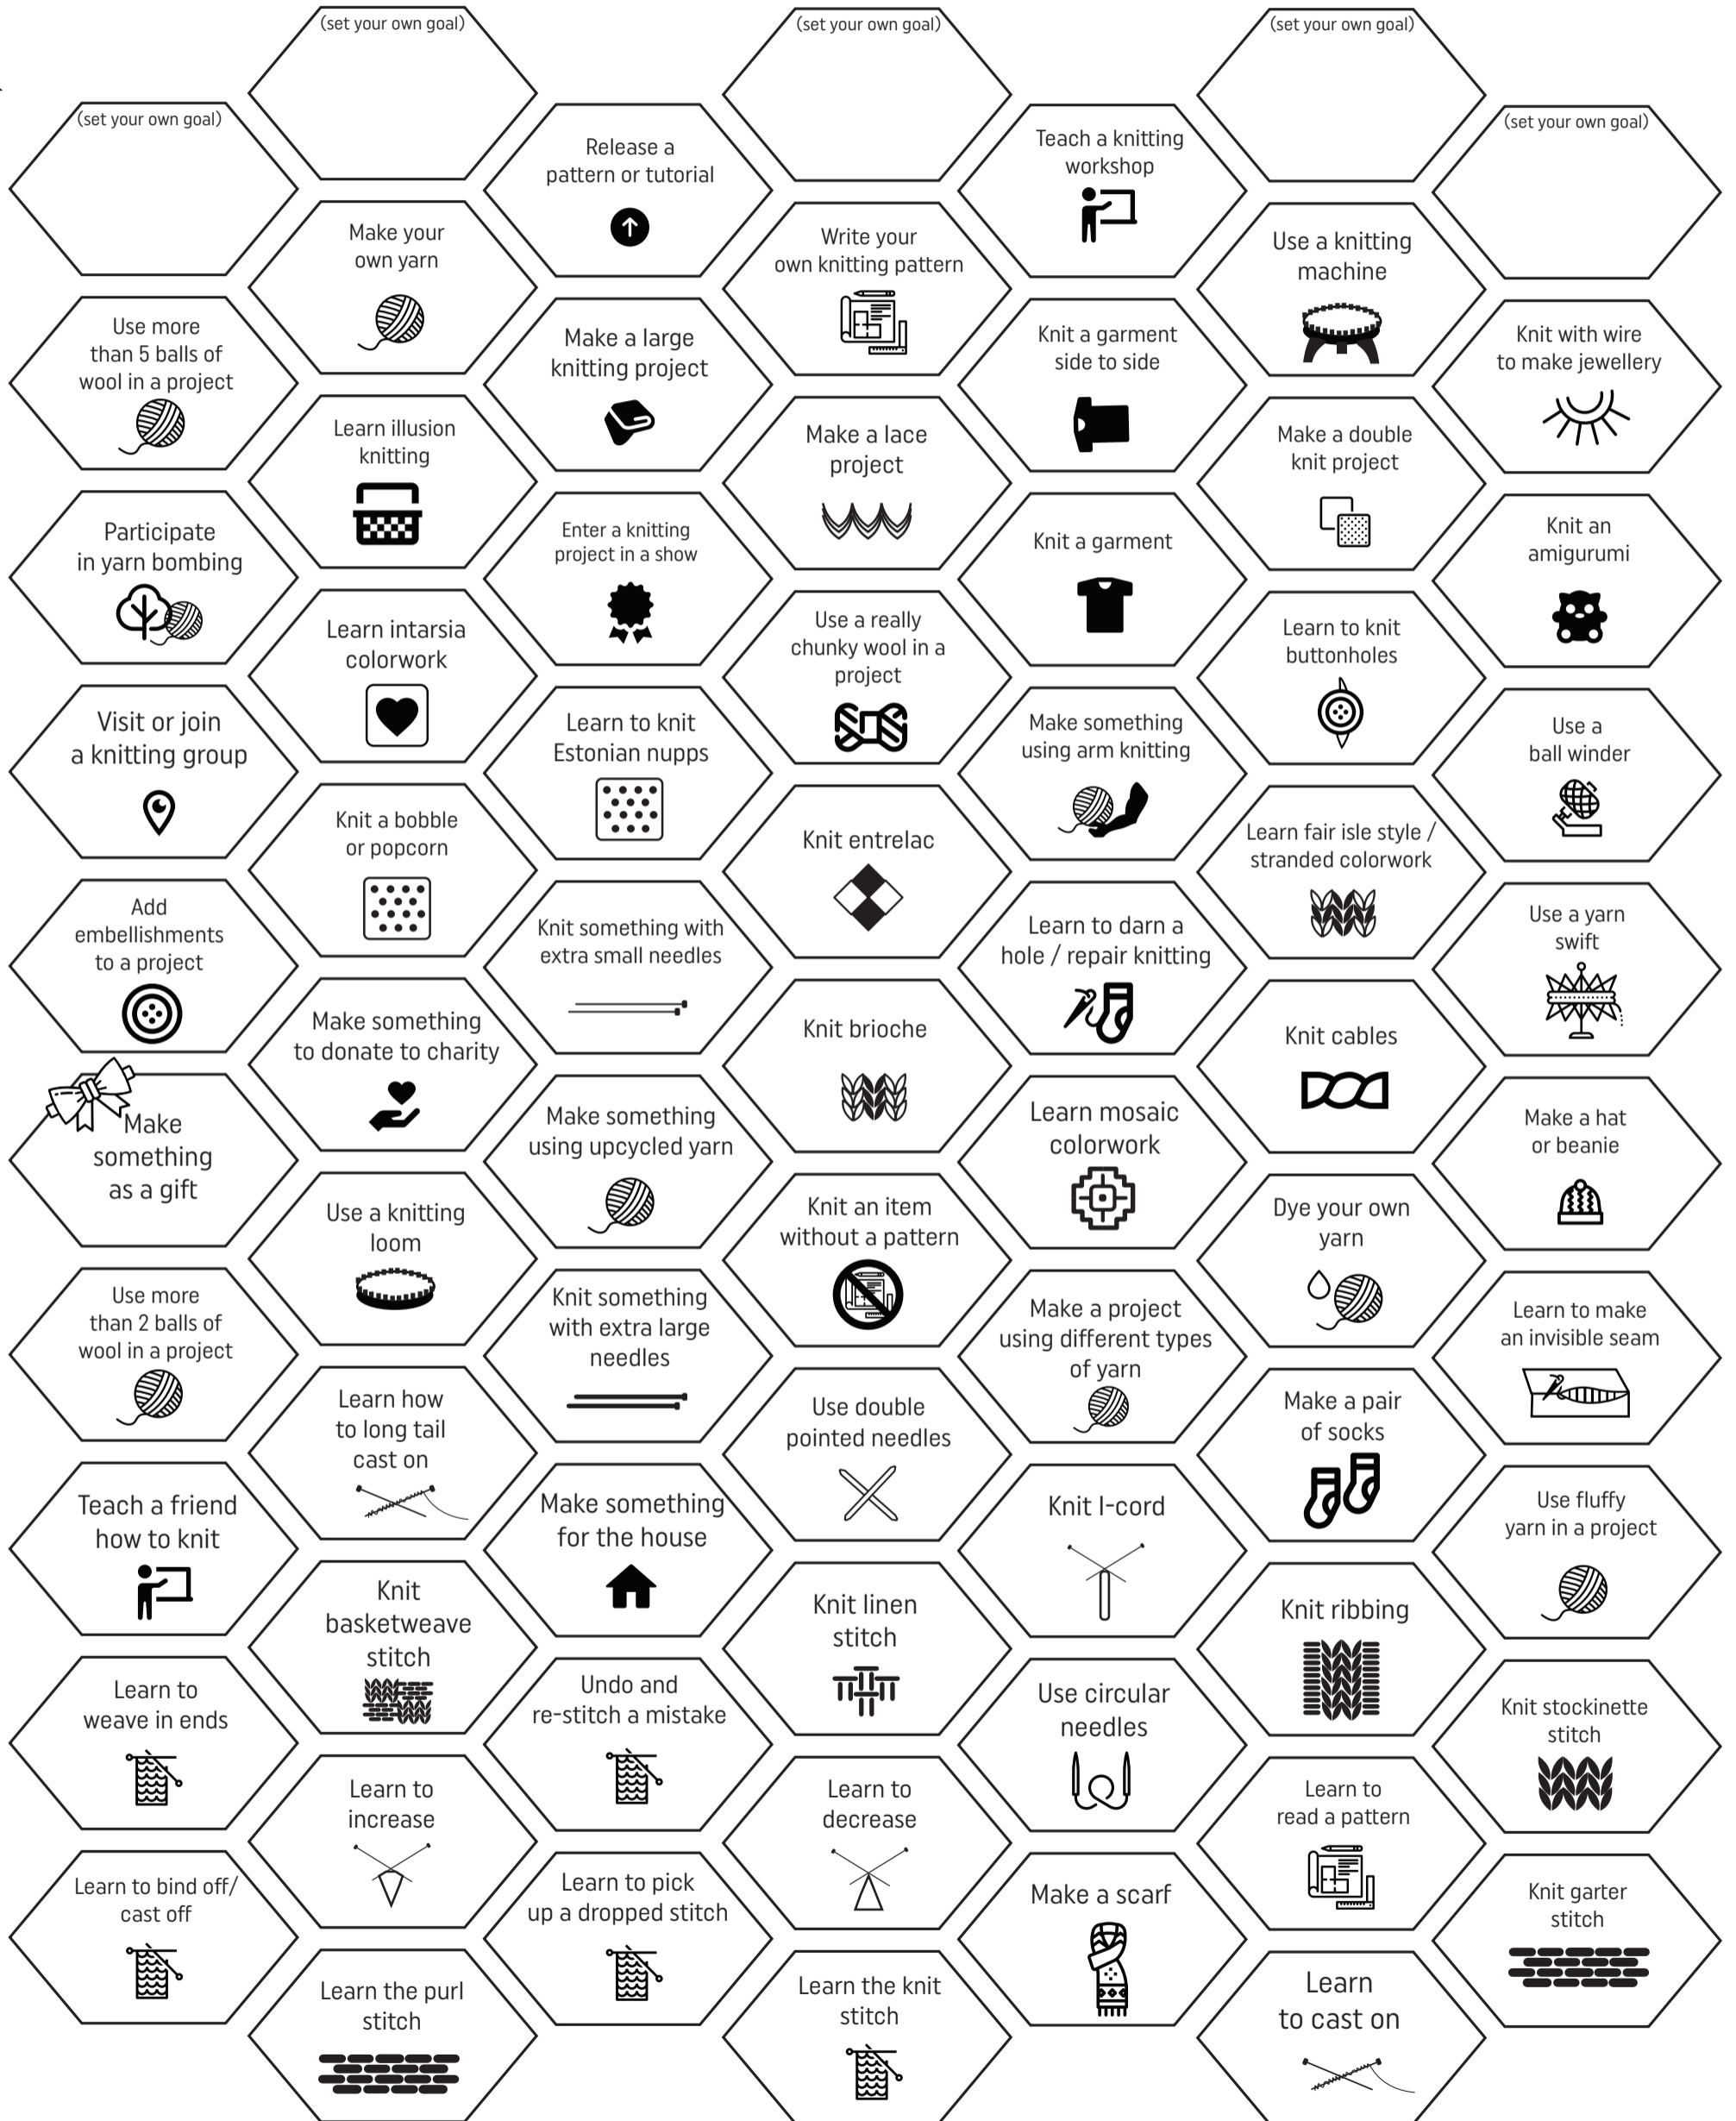 (set your own goal)
(set your own goal)
(set your own goal)
(set your own goal)
(set your own goal)
Release a
pattern or tutorial
Teach a knitting
workshop
Make your
own yarn
Write your
own knitting pattern
Use a knitting
machine
Use more
than 5 balls of
wool in a project
Make a large
knitting project
Knit a garment
side to side
Knit with wire
to make jewellery
Learn illusion
knitting
Make a lace
project
Make a double
knit project
Participate
in yarn bombing
Enter a knitting
project in a show
Knit a garment
Knit an
amigurumi
Learn intarsia
colorwork
Use a really
chunky wool in a
project
Learn to knit
buttonholes
Visit or join
a knitting group
Learn to knit
Estonian nupps
Make something
using arm knitting
Use a
ball winder
Knit a bobble
or popcorn
Knit entrelac
Learn fair isle style /
stranded colorwork
Add
embellishments
to a project
Knit something with
extra small needles
Learn to darn a
hole / repair knitting
Use a yarn
swift
Make something
to donate to charity
Knit brioche
Knit cables
Make
something
as a gift
Make something
using upcycled yarn
Learn mosaic
colorwork
Make a hat
or beanie
Use a knitting
loom
Knit an item
without a pattern
Dye your own
yarn
Use more
than 2 balls of
wool in a project
Knit something
with extra large
needles
Make a project
using different types
of yarn
Learn to make
an invisible seam
Learn how
to long tail
cast on
Use double
pointed needles
Make a pair
of socks
Teach a friend
how to knit
Make something
for the house
Knit I-cord
Use fluffy
yarn in a project
Knit
basketweave
stitch
Knit linen
stitch
Knit ribbing
Learn to
weave in ends
Undo and
re-stitch a mistake
Use circular
needles
Knit stockinette
stitch
Learn to
increase
Learn to
decrease
Learn to
read a pattern
Learn to bind off/
cast off
Learn to pick
up a dropped stitch
Make a scarf
Knit garter
stitch
Learn the purl
stitch
Learn the knit
stitch
Learn
to cast on